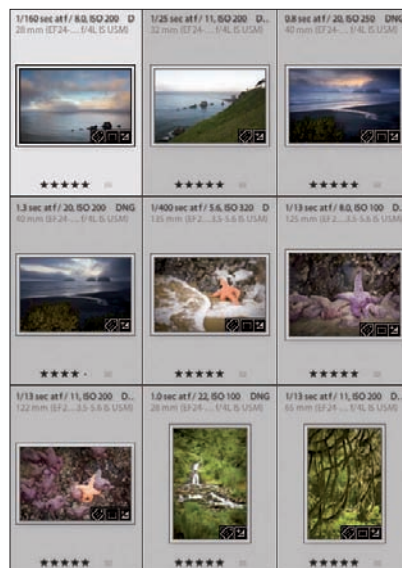 1/160 sec at f / 8.0, ISO 200 D
28 mm (EF24-... f/4L IS USM)
1/25 sec at f / 11, ISO 200 D...
32 mm (EF24-... f/4L IS USM)
0.8 sec at f / 20, ISO 250 DNG
40 mm (EF24-... f/4L IS USM)
1.3 sec at f / 20, ISO 200 DNG
40 mm (EF24-... f/4L IS USM)
1/400 sec at f / 5.6, ISO 320 D
135 mm (EF2...3.5-5.6 IS USM)
1/13 sec at f / 8.0, ISO 100 D...
125 mm (EF2...3.5-5.6 IS USM)
1/13 sec at f / 11, ISO 200 D...
122 mm (EF2...3.5-5.6 IS USM)
1.0 sec at f / 22, ISO 100 DNG
28 mm (EF24-... f/4L IS USM)
1/13 sec at f / 11, ISO 200 D...
65 mm (EF24-... f/4L IS USM)